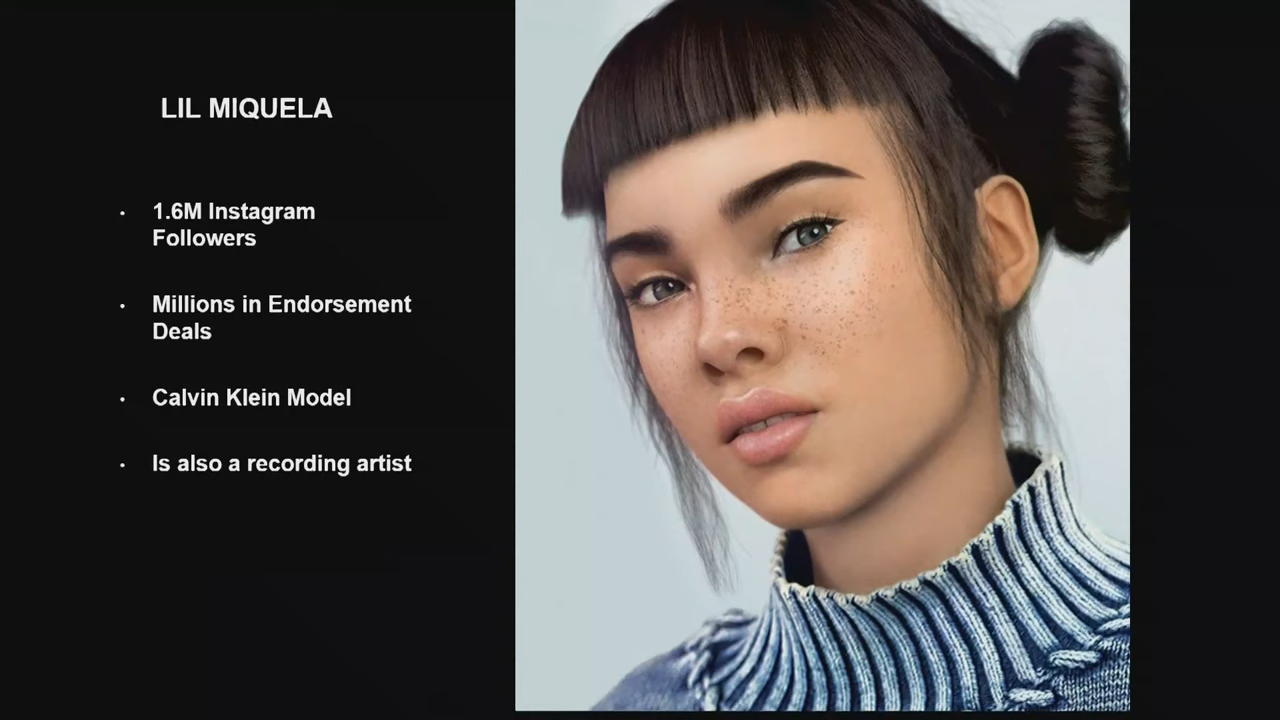 LIL MIQUELA
• 1.6M Instagram
Followers
• Millions in Endorsement
Deals
• Calvin Klein Model
• Is also a recording artist